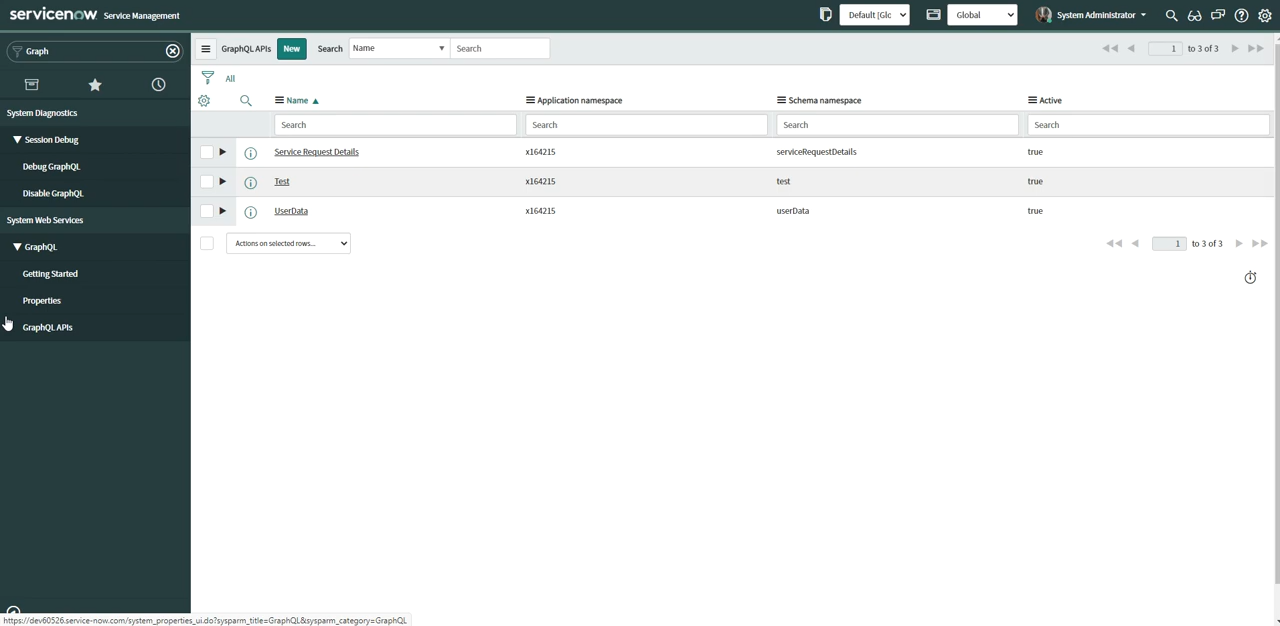 servicenow Service Management
Default [Glo
Global
System Administrator
Graph
System Diagnostics
Session Debug
Debug GraphQL
Disable GraphQL
System Web Services
GraphQL
Getting Started
Properties
GraphQL APIs
GraphQL APIs New Search Name Search 1 to 3 of 3
All
Name Application namespace Schema namespace Active
Search Search Search Search
Service Request Details x164215 serviceRequestDetails true
Test x164215 test true
UserData x164215 userData true
Actions on selected rows... 1 to 3 of 3
https://dev60526.service-now.com/system_properties_ui.do?sysparm_title=GraphQL&sysparm_category=GraphQL